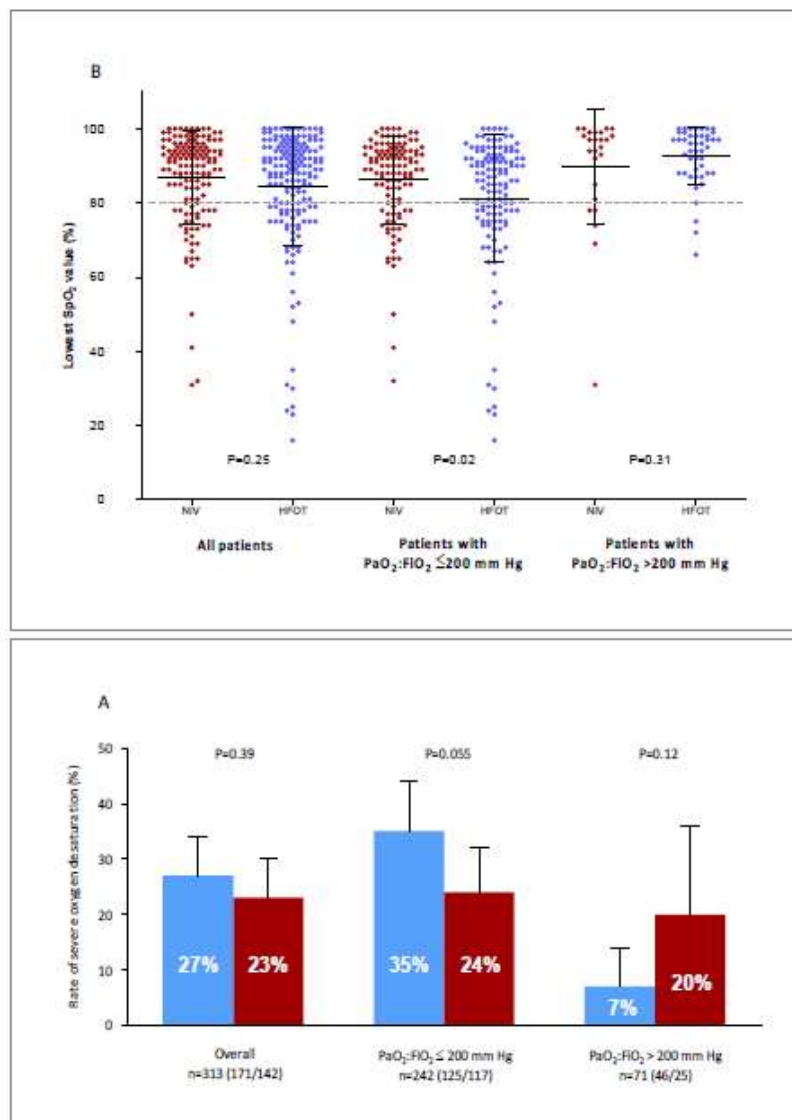 B
Lowest SpO₂ value (%)
100
80
60
40
20
0
P=0.25
P=0.02
P=0.31
NIV
HFOT
NIV
HFOT
NIV
HFOT
All patients
Patients with
PaO₂:FiO₂ ≤200 mm Hg
Patients with
PaO₂:FiO₂ >200 mm Hg
A
Rate of severe oxygen desaturation (%)
50
40
30
20
10
0
P=0.39
P=0.055
P=0.12
27%
23%
35%
24%
7%
20%
Overall
n=313 (171/142)
PaO₂:FiO₂ ≤ 200 mm Hg
n=242 (125/117)
PaO₂:FiO₂ > 200 mm Hg
n=71 (46/25)